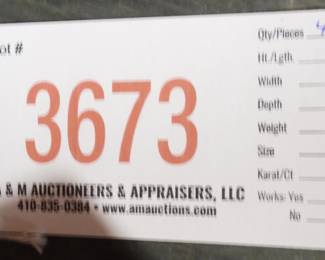 ot #
3673
& M AUCTIONEERS & APPRAISERS, LLC
410-835-0384 • www.amauctions.com
Qty/Pieces
Ht./Lgth.
Width
Depth
Weight
Size
Karat/Ct
Works: Yes
No